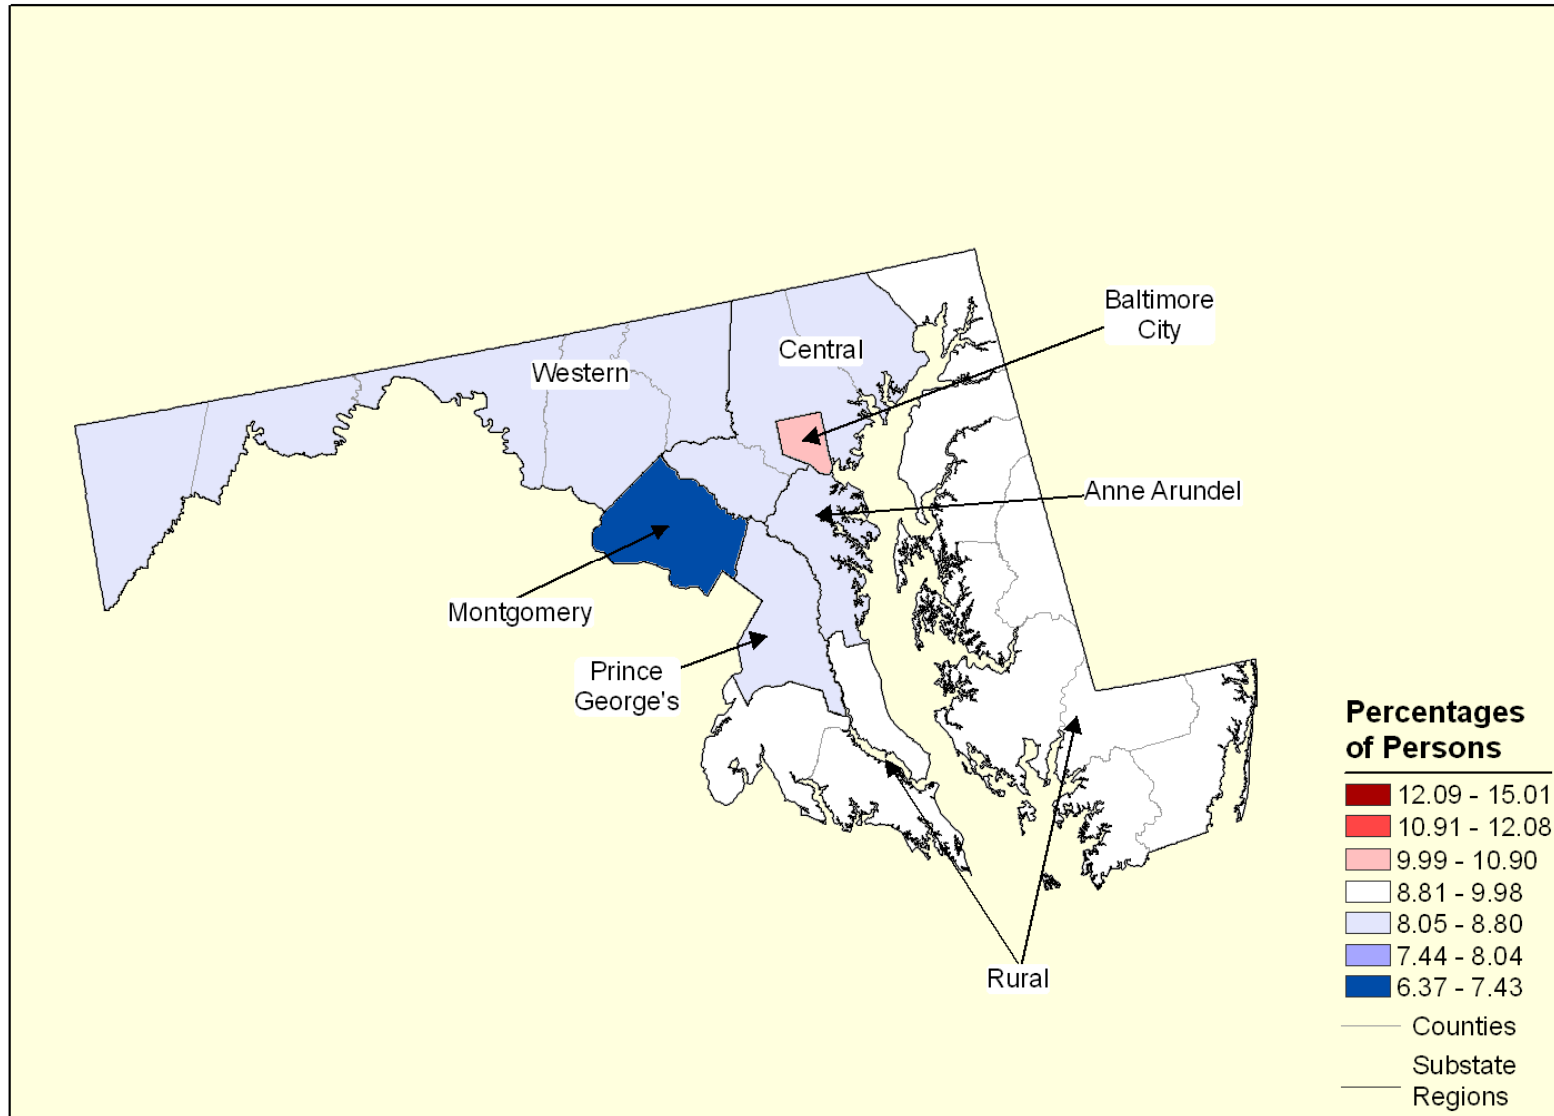 Baltimore
City
Central
Western
Anne Arundel
Montgomery
Prince
George's
Rural
Percentages
of Persons
12.09 - 15.01
10.91 - 12.08
9.99 - 10.90
8.81 - 9.98
8.05 - 8.80
7.44 - 8.04
6.37 - 7.43
Counties
Substate
Regions